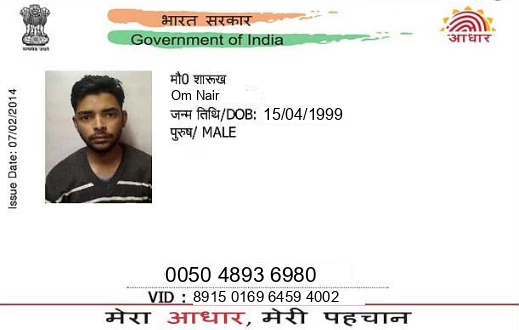 भारत सरकार
Government of India
आधार
मौ0 शारूख
Om Nair
जन्म तिथि/DOB: 15/04/1999
पुरुष/ MALE
Issue Date: 07/02/2014
0050 4893 6980
VID : 8915 0169 6459 4002
मेरा आधार, मेरी पहचान